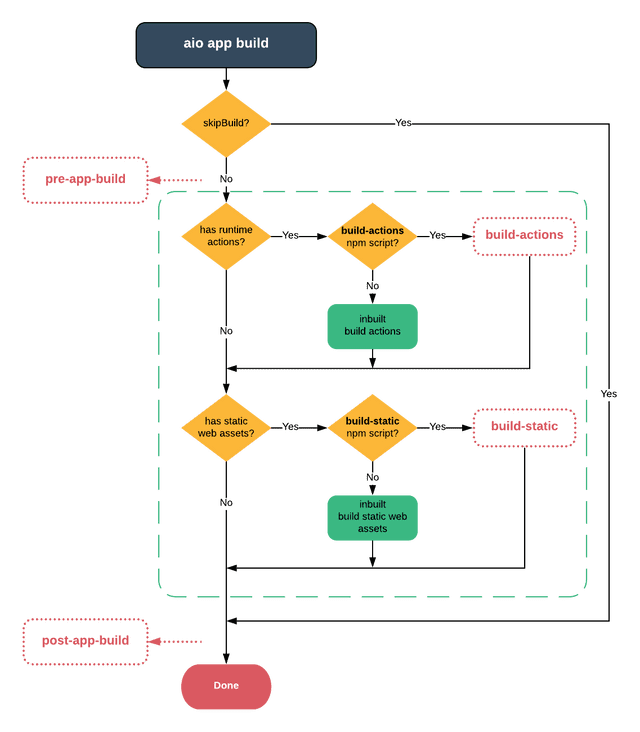 aio app build
skipBuild?
Yes
No
pre-app-build
has runtime
actions?
Yes
build-actions
npm script?
Yes
build-actions
No
inbuilt
build actions
No
Yes
has static
web assets?
Yes
build-static
npm script?
Yes
build-static
No
No
inbuilt
build static web
assets
post-app-build
Done